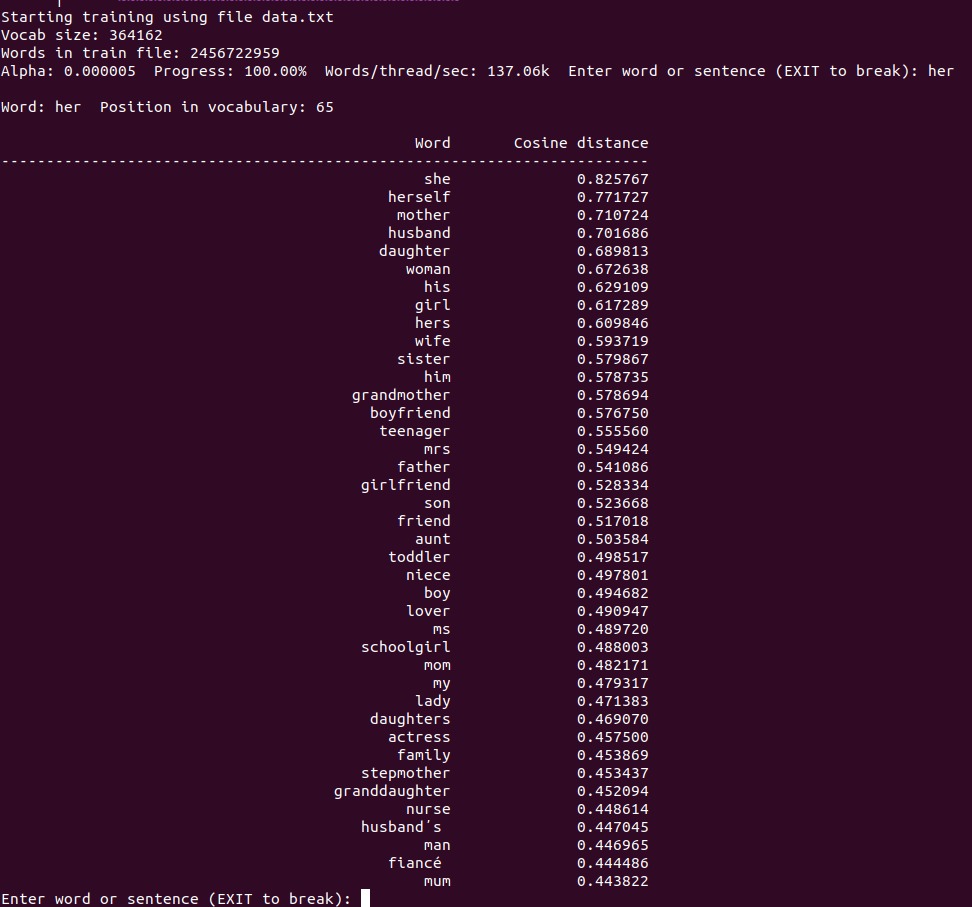 Starting training using file data.txt
Vocab size: 364162
Words in train file: 2456722959
Alpha: 0.000005  Progress: 100.00%  Words/thread/sec: 137.06k  Enter word or sentence (EXIT to break): her
Word: her  Position in vocabulary: 65
Word       Cosine distance
------------------------------------------------------------------------
she 0.825767
herself 0.771727
mother 0.710724
husband 0.701686
daughter 0.689813
woman 0.672638
his 0.629109
girl 0.617289
hers 0.609846
wife 0.593719
sister 0.579867
him 0.578735
grandmother 0.578694
boyfriend 0.576750
teenager 0.555560
mrs 0.549424
father 0.541086
girlfriend 0.528334
son 0.523668
friend 0.517018
aunt 0.503584
toddler 0.498517
niece 0.497801
boy 0.494682
lover 0.490947
ms 0.489720
schoolgirl 0.488003
mom 0.482171
my 0.479317
lady 0.471383
daughters 0.469070
actress 0.457500
family 0.453869
stepmother 0.453437
granddaughter 0.452094
nurse 0.448614
husband′s 0.447045
man 0.446965
fiancé 0.444486
mum 0.443822
Enter word or sentence (EXIT to break):